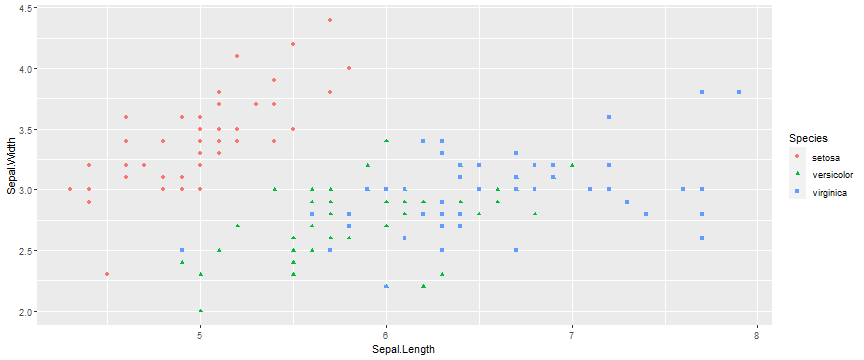 4.5
4.0
3.5
3.0
2.5
2.0
Sepal.Width
5
6
7
8
Sepal.Length
Species
setosa
versicolor
virginica